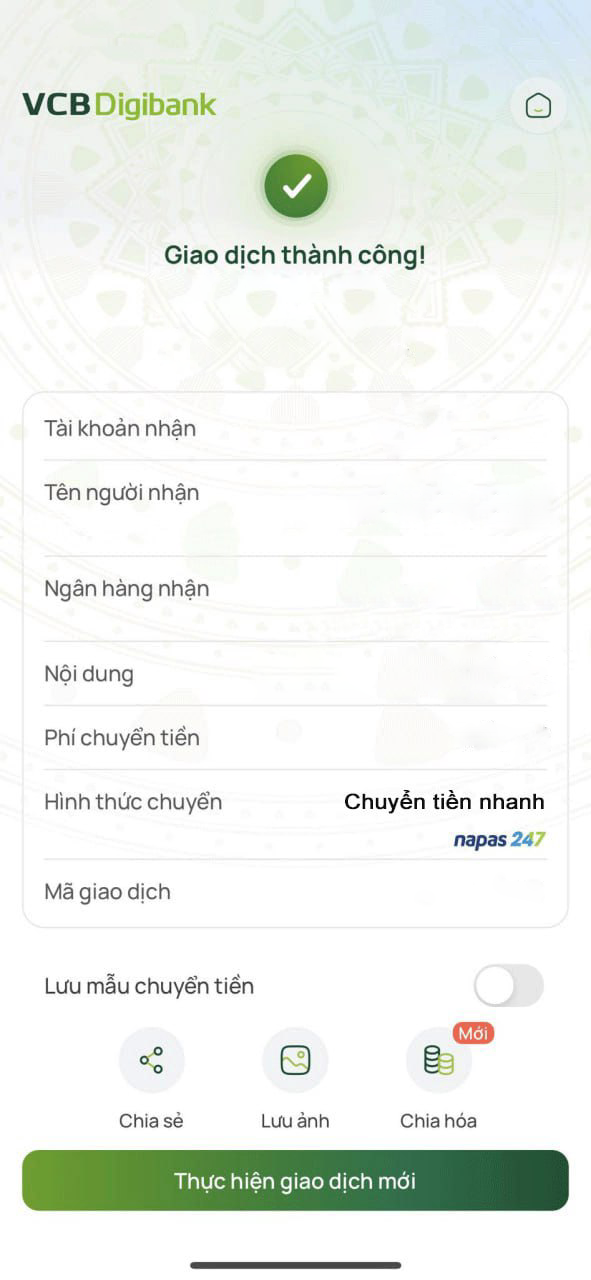 VCB Digibank
Giao dịch thành công!
Tài khoản nhận
Tên người nhận
Ngân hàng nhận
Nội dung
Phí chuyển tiền
Hình thức chuyển Chuyển tiền nhanh
napas 247
Mã giao dịch
Lưu mẫu chuyển tiền
Mới
Chia sẻ Lưu ảnh Chia hóa
Thực hiện giao dịch mới